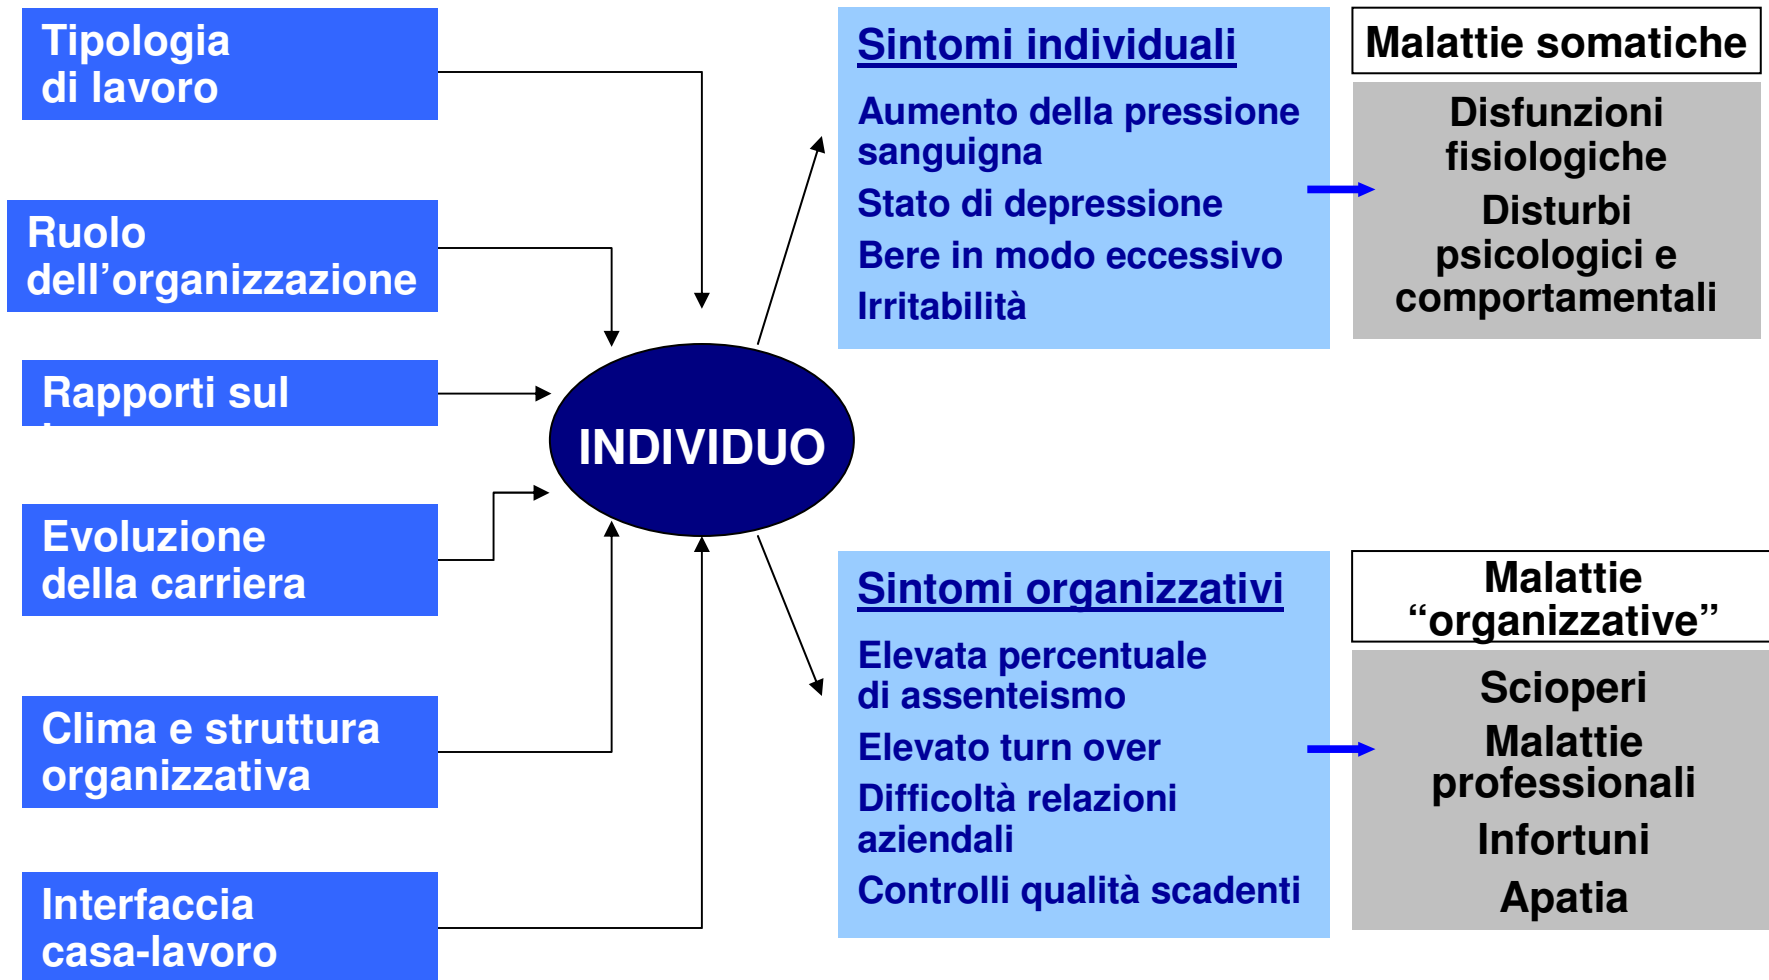 Tipologia
di lavoro
Ruolo
dell’organizzazione
Rapporti sul
Evoluzione
della carriera
Clima e struttura
organizzativa
Interfaccia
casa-lavoro
INDIVIDUO
Sintomi individuali
Aumento della pressione
sanguigna
Stato di depressione
Bere in modo eccessivo
Irritabilità
Sintomi organizzativi
Elevata percentuale
di assenteismo
Elevato turn over
Difficoltà relazioni
aziendali
Controlli qualità scadenti
Malattie somatiche
Disfunzioni
fisiologiche
Disturbi
psicologici e
comportamentali
Malattie
“organizzative”
Scioperi
Malattie
professionali
Infortuni
Apatia